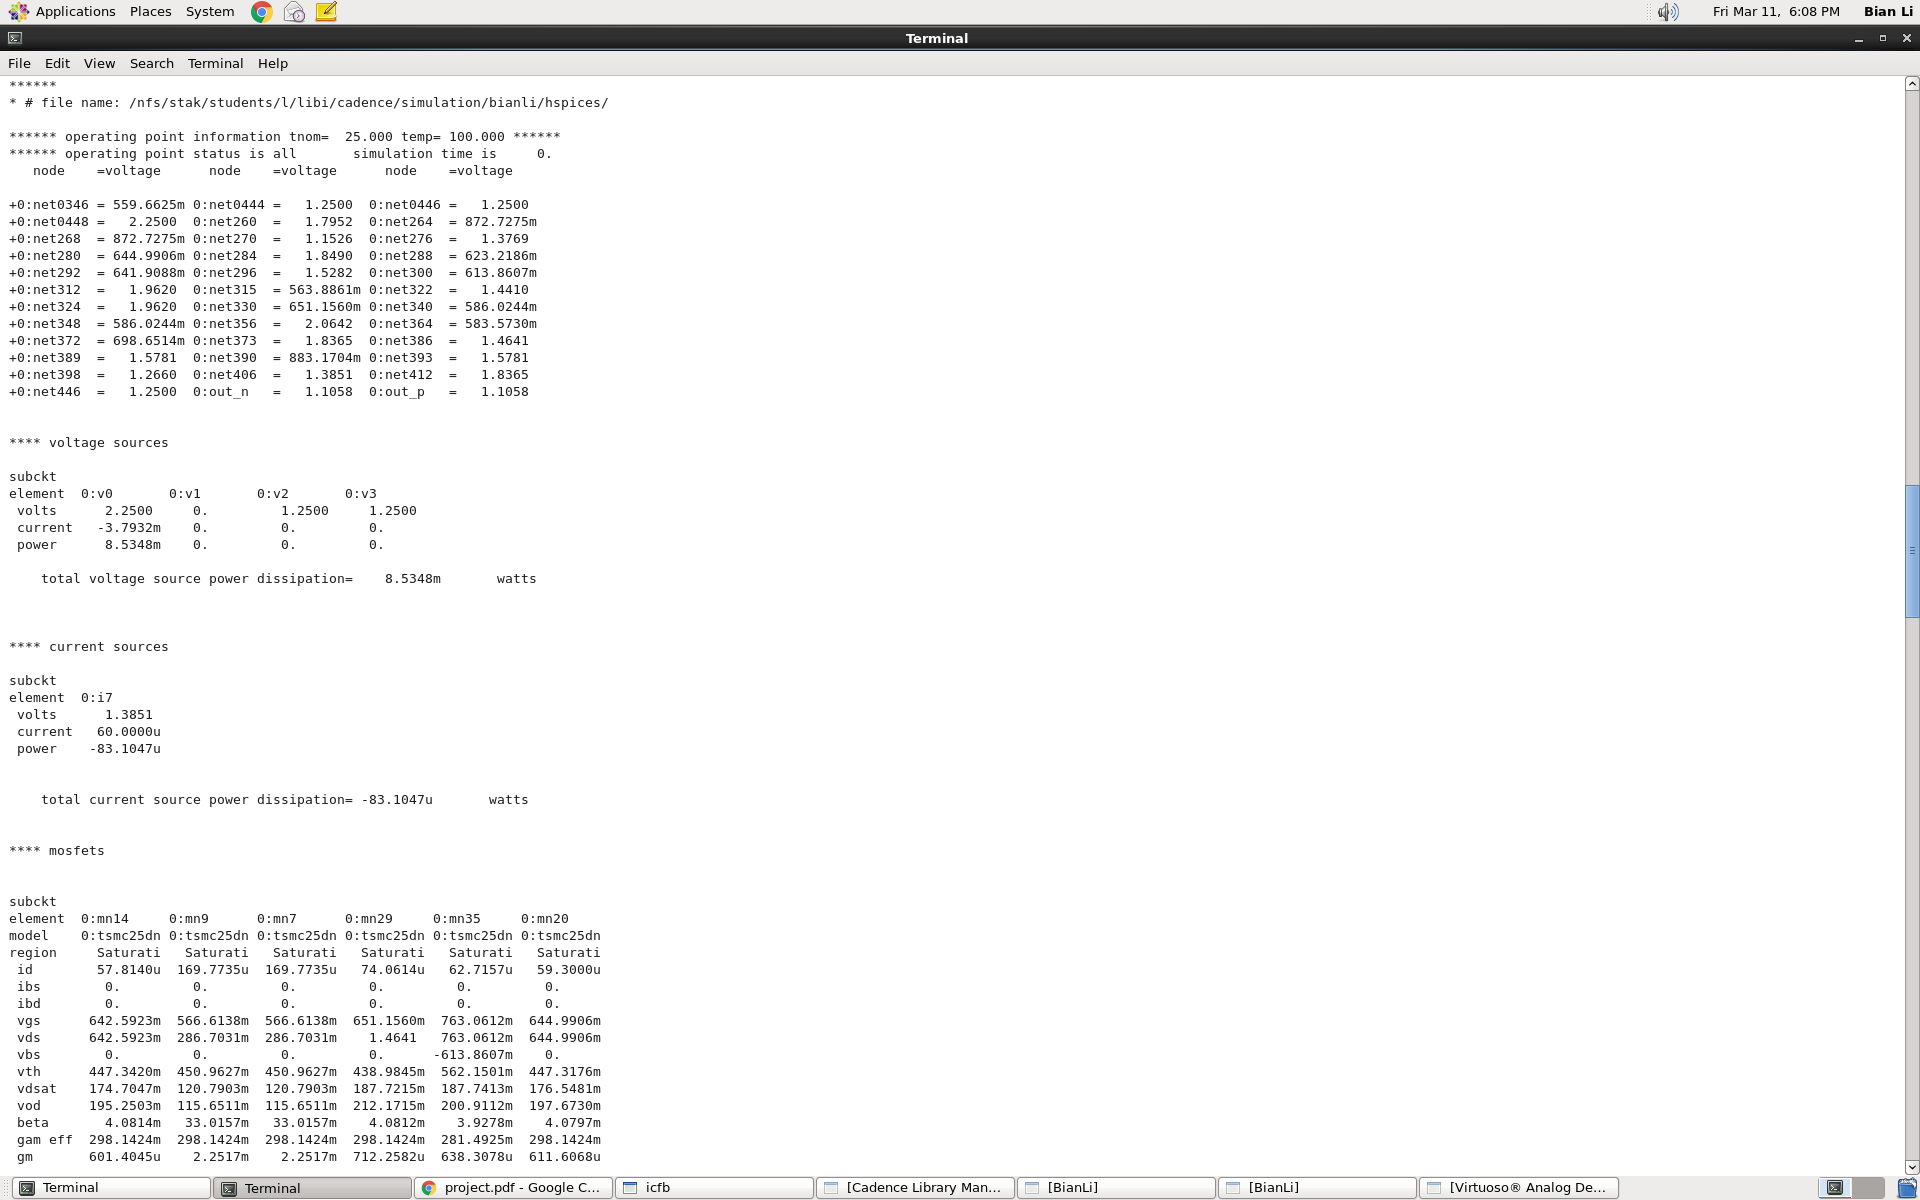 Applications Places System Fri Mar 11, 6:08 PM Bian Li
Terminal
File Edit View Search Terminal Help
******
* # file name: /nfs/stak/students/l/libi/cadence/simulation/bianli/hspices/
****** operating point information tnom=  25.000 temp= 100.000 ******
****** operating point status is all       simulation time is     0.
   node    =voltage      node    =voltage      node    =voltage
+0:net0346 = 559.6625m 0:net0444 =   1.2500  0:net0446 =   1.2500
+0:net0448 =   2.2500  0:net260  =   1.7952  0:net264  = 872.7275m
+0:net268  = 872.7275m 0:net270  =   1.1526  0:net276  =   1.3769
+0:net280  = 644.9906m 0:net284  =   1.8490  0:net288  = 623.2186m
+0:net292  = 641.9088m 0:net296  =   1.5282  0:net300  = 613.8607m
+0:net312  =   1.9620  0:net315  = 563.8861m 0:net322  =   1.4410
+0:net324  =   1.9620  0:net330  = 651.1560m 0:net340  = 586.0244m
+0:net348  = 586.0244m 0:net356  =   2.0642  0:net364  = 583.5730m
+0:net372  = 698.6514m 0:net373  =   1.8365  0:net386  =   1.4641
+0:net389  =   1.5781  0:net390  = 883.1704m 0:net393  =   1.5781
+0:net398  =   1.2660  0:net406  =   1.3851  0:net412  =   1.8365
+0:net446  =   1.2500  0:out_n   =   1.1058  0:out_p   =   1.1058
**** voltage sources
subckt
element  0:v0       0:v1       0:v2       0:v3
 volts      2.2500     0.         1.2500     1.2500
 current   -3.7932m    0.         0.         0.
 power      8.5348m    0.         0.         0.
    total voltage source power dissipation=    8.5348m       watts
**** current sources
subckt
element  0:i7
 volts      1.3851
 current   60.0000u
 power    -83.1047u
    total current source power dissipation= -83.1047u       watts
**** mosfets
subckt
element  0:mn14     0:mn9      0:mn7      0:mn29     0:mn35     0:mn20
model    0:tsmc25dn 0:tsmc25dn 0:tsmc25dn 0:tsmc25dn 0:tsmc25dn 0:tsmc25dn
region     Saturati   Saturati   Saturati   Saturati   Saturati   Saturati
 id       57.8140u  169.7735u  169.7735u   74.0614u   62.7157u   59.3000u
 ibs        0.         0.         0.         0.         0.         0.
 ibd        0.         0.         0.         0.         0.         0.
 vgs      642.5923m  566.6138m  566.6138m  651.1560m  763.0612m  644.9906m
 vds      642.5923m  286.7031m  286.7031m    1.4641   763.0612m  644.9906m
 vbs        0.         0.         0.         0.      -613.8607m    0.
 vth      447.3420m  450.9627m  450.9627m  438.9845m  562.1501m  447.3176m
 vdsat    174.7047m  120.7903m  120.7903m  187.7215m  187.7413m  176.5481m
 vod      195.2503m  115.6511m  115.6511m  212.1715m  200.9112m  197.6730m
 beta       4.0814m   33.0157m   33.0157m    4.0812m    3.9278m    4.0797m
 gam eff  298.1424m  298.1424m  298.1424m  298.1424m  281.4925m  298.1424m
 gm       601.4045u    2.2517m    2.2517m  712.2582u  638.3078u  611.6068u
Terminal Terminal project.pdf - Google C... icfb [Cadence Library Man... [BianLi] [BianLi] [Virtuoso® Analog De...